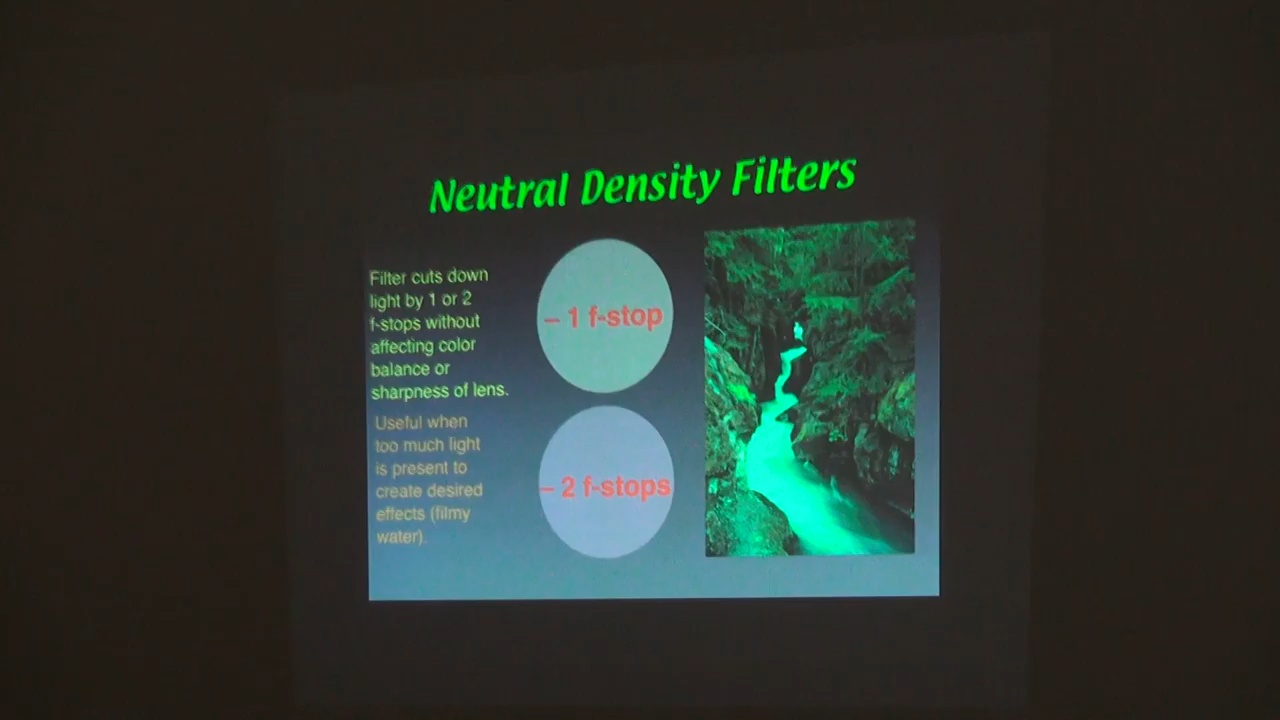 Neutral Density Filters
Filter cuts down
light by 1 or 2
f-stops without
affecting color
balance or
sharpness of lens.
Useful when
too much light
is present to
create desired
effects (filmy
water).
– 1 f-stop
– 2 f-stops